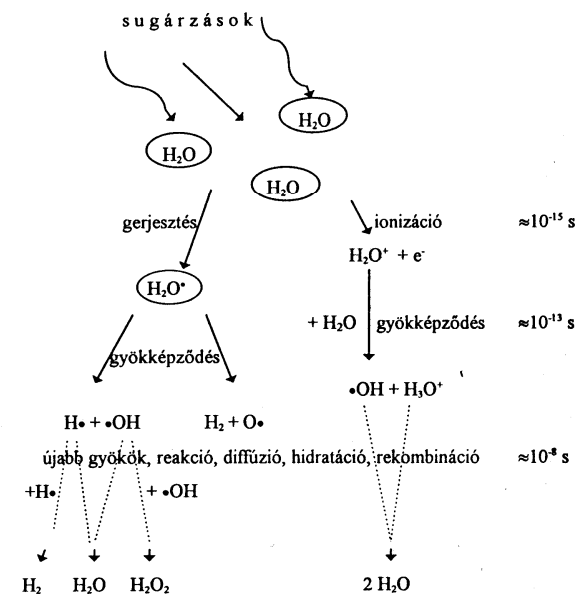 sugárzások
H₂O
H₂O
H₂O
gerjesztés
ionizáció ≈10⁻¹⁵ s
H₂O⁺ + e⁻
H₂O•
+ H₂O gyökképződés ≈10⁻¹³ s
gyökképződés
•OH + H₃O⁺
H• + •OH H₂ + O•
újabb gyökök, reakció, diffúzió, hidratáció, rekombináció ≈10⁻⁸ s
+H• + •OH
H₂ H₂O H₂O₂ 2 H₂O